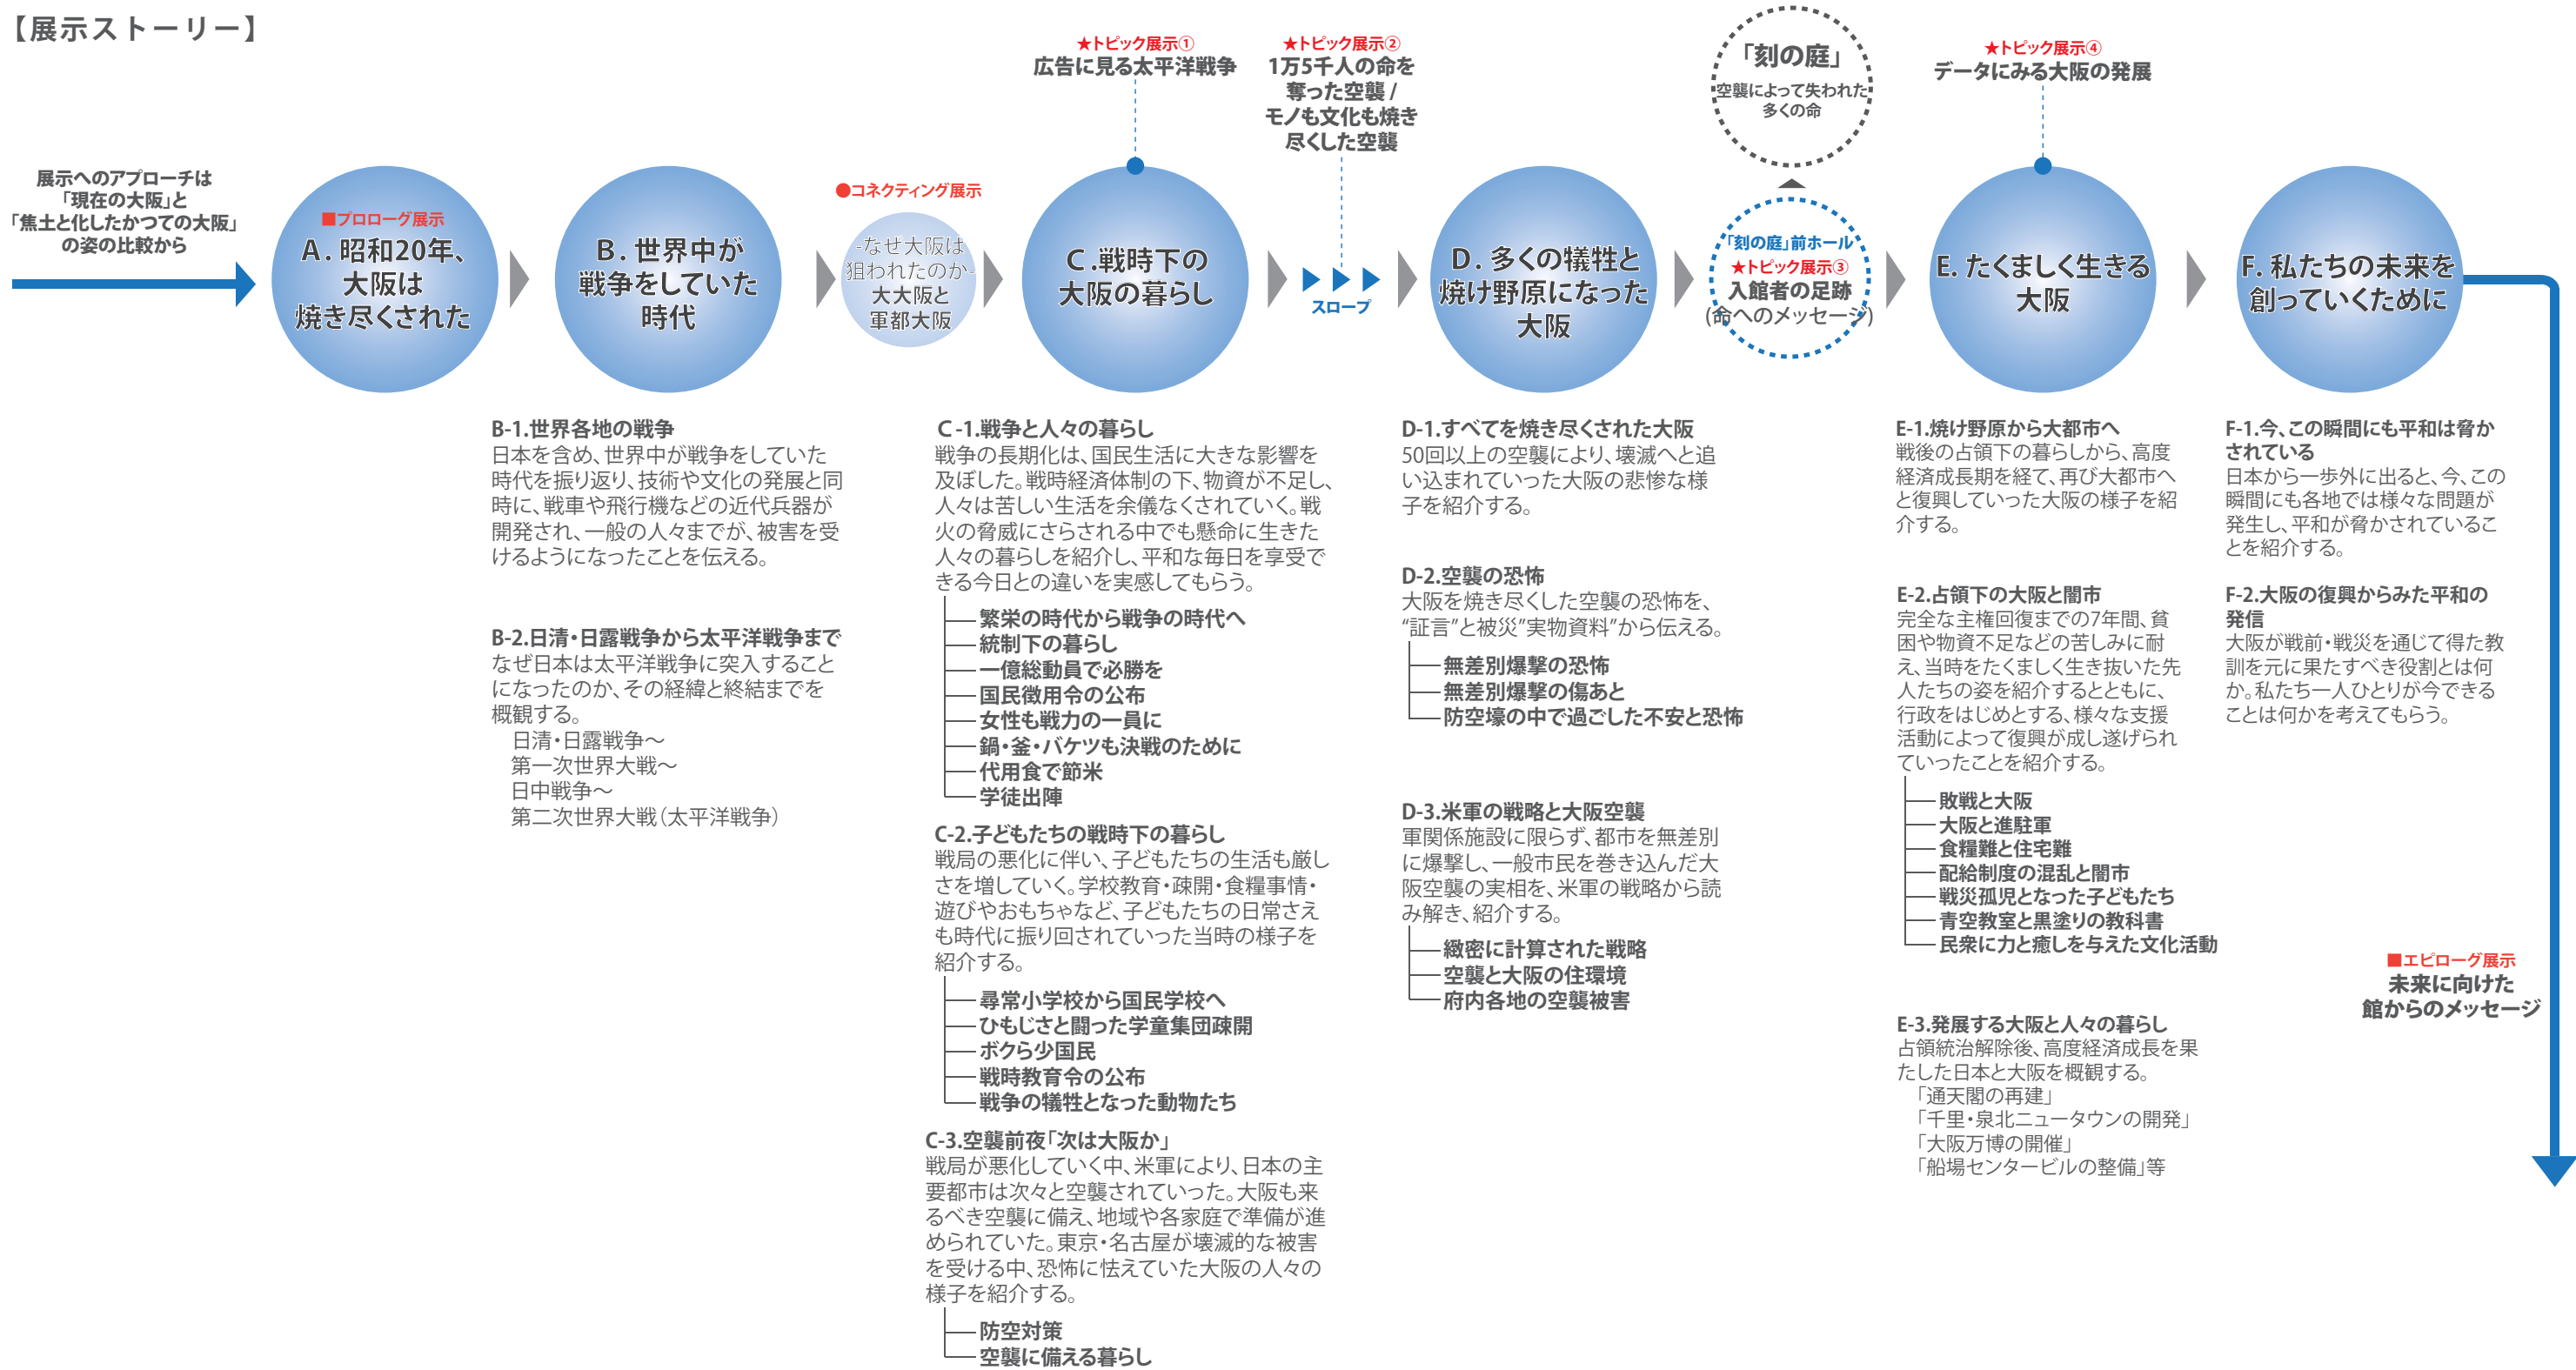 【展示ストーリー】
展示へのアプローチは
「現在の大阪」と
「焦土と化したかつての大阪」
の姿の比較から
■プロローグ展示
A. 昭和20年、
大阪は
焼き尽くされた
B. 世界中が
戦争をしていた
時代
●コネクティング展示
-なぜ大阪は
狙われたのか-
大大阪と
軍都大阪
★トピック展示①
広告に見る太平洋戦争
C.戦時下の
大阪の暮らし
★トピック展示②
1万5千人の命を
奪った空襲 /
モノも文化も焼き
尽くした空襲
スロープ
D. 多くの犠牲と
焼け野原になった
大阪
「刻の庭」
空襲によって失われた
多くの命
「刻の庭」前ホール
★トピック展示③
入館者の足跡
(命へのメッセージ)
★トピック展示④
データにみる大阪の発展
E. たくましく生きる
大阪
F. 私たちの未来を
創っていくために
B-1.世界各地の戦争
日本を含め、世界中が戦争をしていた
時代を振り返り、技術や文化の発展と同
時に、戦車や飛行機などの近代兵器が
開発され、一般の人々までが、被害を受
けるようになったことを伝える。
B-2.日清・日露戦争から太平洋戦争まで
なぜ日本は太平洋戦争に突入すること
になったのか、その経緯と終結までを
概観する。
日清・日露戦争～
第一次世界大戦～
日中戦争～
第二次世界大戦（太平洋戦争）
C-1.戦争と人々の暮らし
戦争の長期化は、国民生活に大きな影響を
及ぼした。戦時経済体制の下、物資が不足し、
人々は苦しい生活を余儀なくされていく。戦
火の脅威にさらされる中でも懸命に生きた
人々の暮らしを紹介し、平和な毎日を享受で
きる今日との違いを実感してもらう。
繁栄の時代から戦争の時代へ
統制下の暮らし
一億総動員で必勝を
国民徴用令の公布
女性も戦力の一員に
鍋・釜・バケツも決戦のために
代用食で節米
学徒出陣
C-2.子どもたちの戦時下の暮らし
戦局の悪化に伴い、子どもたちの生活も厳し
さを増していく。学校教育・疎開・食糧事情・
遊びやおもちゃなど、子どもたちの日常さえ
も時代に振り回されていった当時の様子を
紹介する。
尋常小学校から国民学校へ
ひもじさと闘った学童集団疎開
ボクら少国民
戦時教育令の公布
戦争の犠牲となった動物たち
C-3.空襲前夜「次は大阪か」
戦局が悪化していく中、米軍により、日本の主
要都市は次々と空襲されていった。大阪も来
るべき空襲に備え、地域や各家庭で準備が進
められていた。東京・名古屋が壊滅的な被害
を受ける中、恐怖に怯えていた大阪の人々の
様子を紹介する。
防空対策
空襲に備える暮らし
D-1.すべてを焼き尽くされた大阪
50回以上の空襲により、壊滅へと追
い込まれていった大阪の悲惨な様
子を紹介する。
D-2.空襲の恐怖
大阪を焼き尽くした空襲の恐怖を、
“証言”と被災”実物資料”から伝える。
無差別爆撃の恐怖
無差別爆撃の傷あと
防空壕の中で過ごした不安と恐怖
D-3.米軍の戦略と大阪空襲
軍関係施設に限らず、都市を無差別
に爆撃し、一般市民を巻き込んだ大
阪空襲の実相を、米軍の戦略から読
み解き、紹介する。
緻密に計算された戦略
空襲と大阪の住環境
府内各地の空襲被害
E-1.焼け野原から大都市へ
戦後の占領下の暮らしから、高度
経済成長期を経て、再び大都市へ
と復興していった大阪の様子を紹
介する。
E-2.占領下の大阪と闇市
完全な主権回復までの7年間、貧
困や物資不足などの苦しみに耐
え、当時をたくましく生き抜いた先
人たちの姿を紹介するとともに、
行政をはじめとする、様々な支援
活動によって復興が成し遂げられ
ていったことを紹介する。
敗戦と大阪
大阪と進駐軍
食糧難と住宅難
配給制度の混乱と闇市
戦災孤児となった子どもたち
青空教室と黒塗りの教科書
民衆に力と癒しを与えた文化活動
E-3.発展する大阪と人々の暮らし
占領統治解除後、高度経済成長を果
たした日本と大阪を概観する。
「通天閣の再建」
「千里・泉北ニュータウンの開発」
「大阪万博の開催」
「船場センタービルの整備」等
F-1.今、この瞬間にも平和は脅か
されている
日本から一歩外に出ると、今、この
瞬間にも各地では様々な問題が
発生し、平和が脅かされているこ
とを紹介する。
F-2.大阪の復興からみた平和の
発信
大阪が戦前・戦災を通じて得た教
訓を元に果たすべき役割とは何
か。私たち一人ひとりが今できる
ことは何かを考えてもらう。
■エピローグ展示
未来に向けた
館からのメッセージ